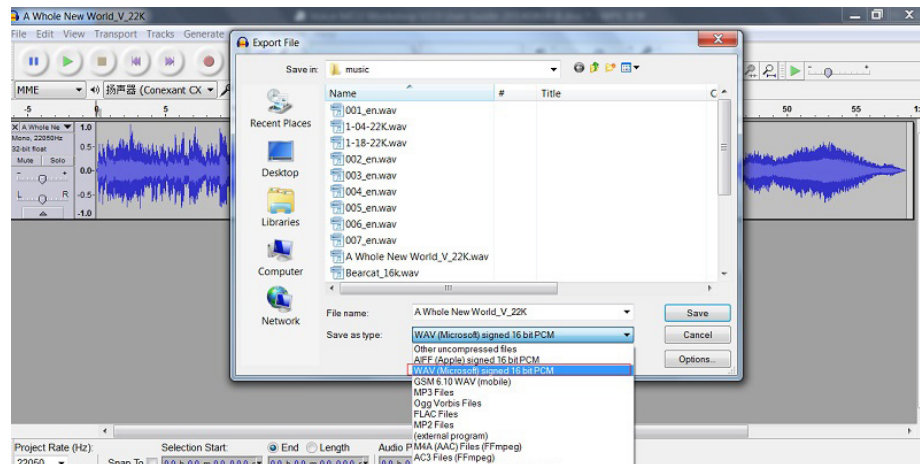 A Whole New World_V_22K
File Edit View Transport Tracks Generate
MME
扬声器 (Conexant CX
-5 0 5 50 55
A Whole Ne
Mono, 22050Hz
32-bit float
Mute Solo
L R
1.0
0.5
0.0
-0.5
-1.0
Export File
Save in: music
Recent Places
Desktop
Libraries
Computer
Network
Name # Title
001_en.wav
1-04-22K.wav
1-18-22K.wav
002_en.wav
003_en.wav
004_en.wav
005_en.wav
006_en.wav
007_en.wav
A Whole New World_V_22K.wav
Bearcat_16k.wav
File name: A Whole New World_V_22K Save
Save as type: WAV (Microsoft) signed 16 bit PCM Cancel
Options...
Other uncompressed files
AIFF (Apple) signed 16 bit PCM
WAV (Microsoft) signed 16 bit PCM
GSM 6.10 WAV (mobile)
MP3 Files
Ogg Vorbis Files
FLAC Files
MP2 Files
(external program)
M4A (AAC) Files (FFmpeg)
AC3 Files (FFmpeg)
Project Rate (Hz): Selection Start: End Length Audio P
22050 Snap To